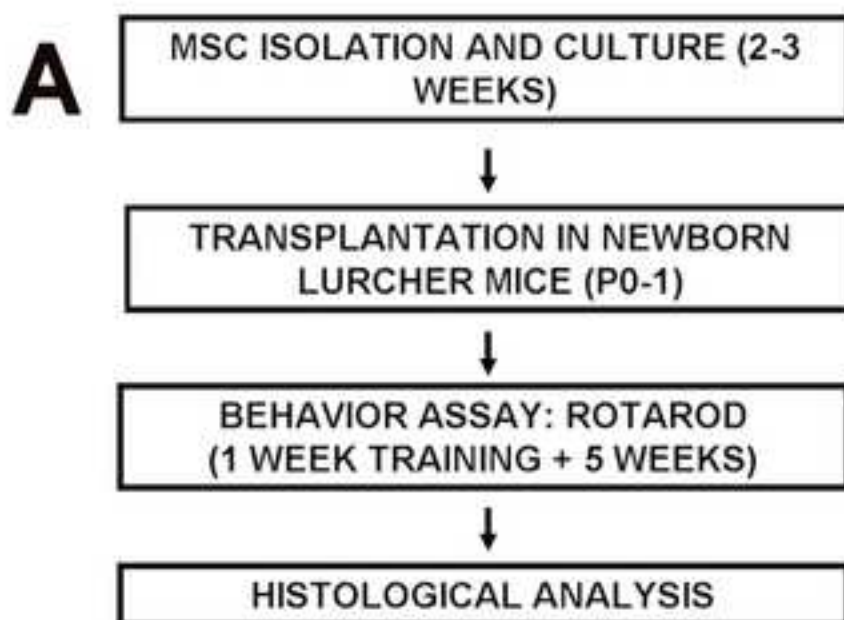 A
MSC ISOLATION AND CULTURE (2-3
WEEKS)
TRANSPLANTATION IN NEWBORN
LURCHER MICE (P0-1)
BEHAVIOR ASSAY: ROTAROD
(1 WEEK TRAINING + 5 WEEKS)
HISTOLOGICAL ANALYSIS